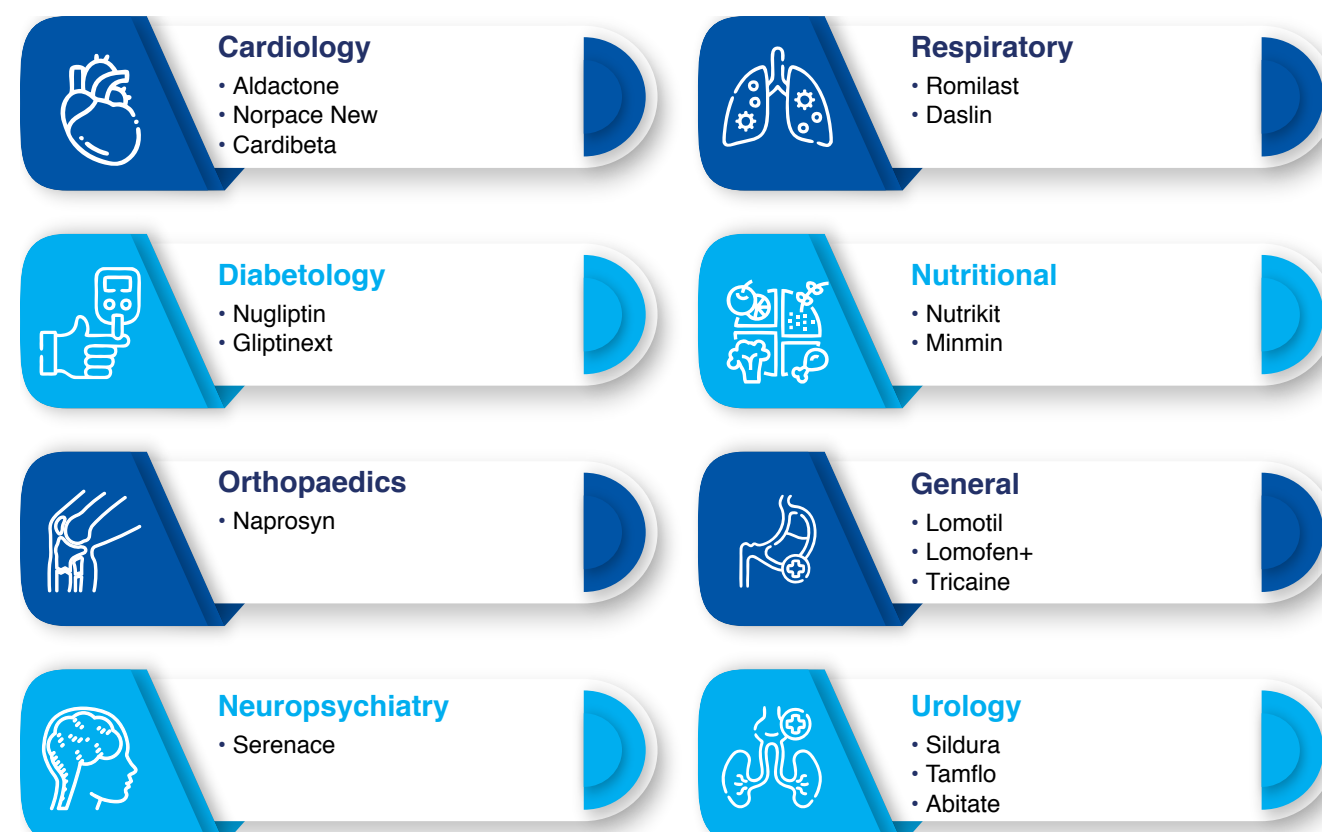 Cardiology
• Aldactone
• Norpace New
• Cardibeta
Respiratory
• Romilast
• Daslin
Diabetology
• Nugliptin
• Gliptinext
Nutritional
• Nutrikit
• Minmin
Orthopaedics
• Naprosyn
General
• Lomotil
• Lomofen+
• Tricaine
Neuropsychiatry
• Serenace
Urology
• Sildura
• Tamflo
• Abitate